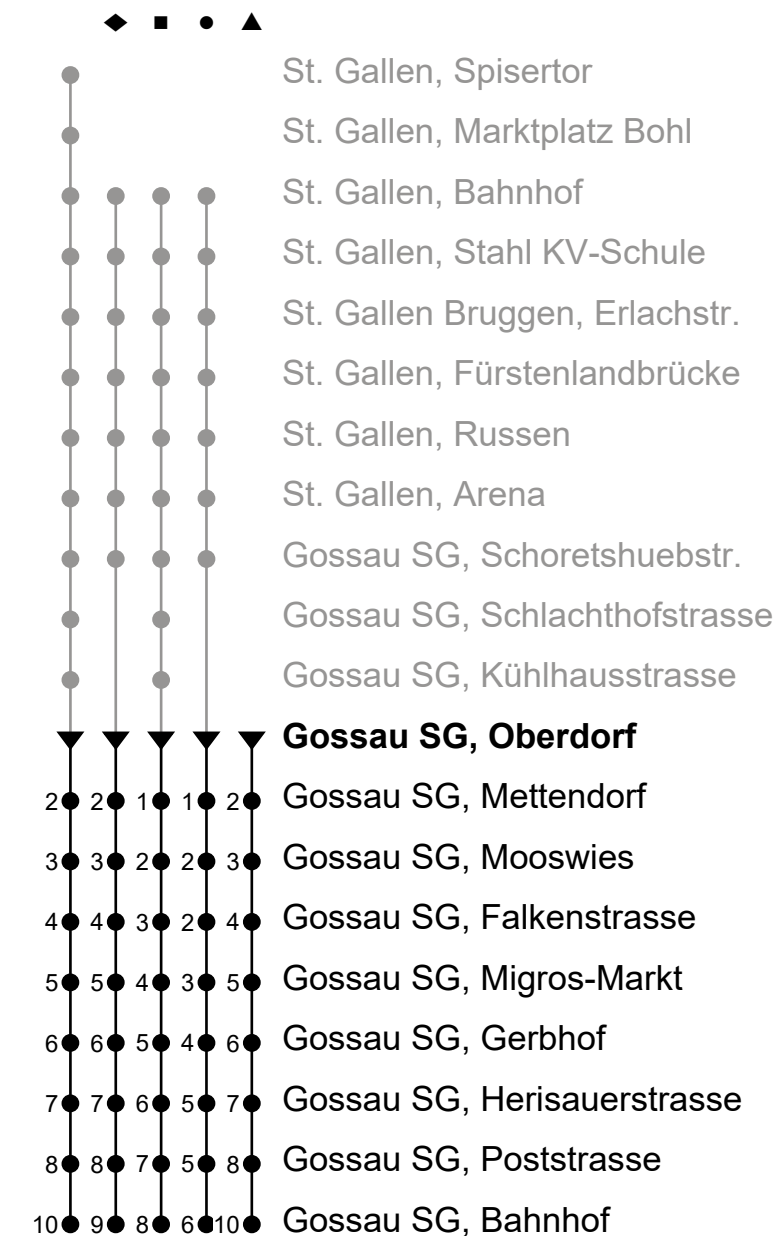 ◆ ■ ● ▲
St. Gallen, Spisertor
St. Gallen, Marktplatz Bohl
St. Gallen, Bahnhof
St. Gallen, Stahl KV-Schule
St. Gallen Bruggen, Erlachstr.
St. Gallen, Fürstenlandbrücke
St. Gallen, Russen
St. Gallen, Arena
Gossau SG, Schoretshuebstr.
Gossau SG, Schlachthofstrasse
Gossau SG, Kühlhausstrasse
Gossau SG, Oberdorf
2 2 1 1 2 Gossau SG, Mettendorf
3 3 2 2 3 Gossau SG, Mooswies
4 4 3 2 4 Gossau SG, Falkenstrasse
5 5 4 3 5 Gossau SG, Migros-Markt
6 6 5 4 6 Gossau SG, Gerbhof
7 7 6 5 7 Gossau SG, Herisauerstrasse
8 8 7 5 8 Gossau SG, Poststrasse
10 9 8 6 10 Gossau SG, Bahnhof